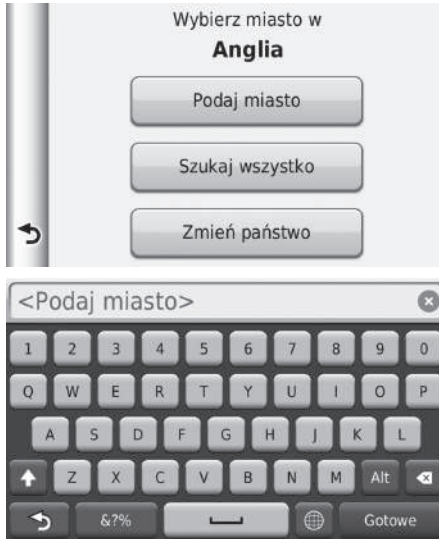 Wybierz miasto w
Anglia
Podaj miasto
Szukaj wszystko
Zmień państwo
<Podaj miasto>
1 2 3 4 5 6 7 8 9 0
Q W E R T Y U I O P
A S D F G H J K L
Z X C V B N M Alt
&?% Gotowe